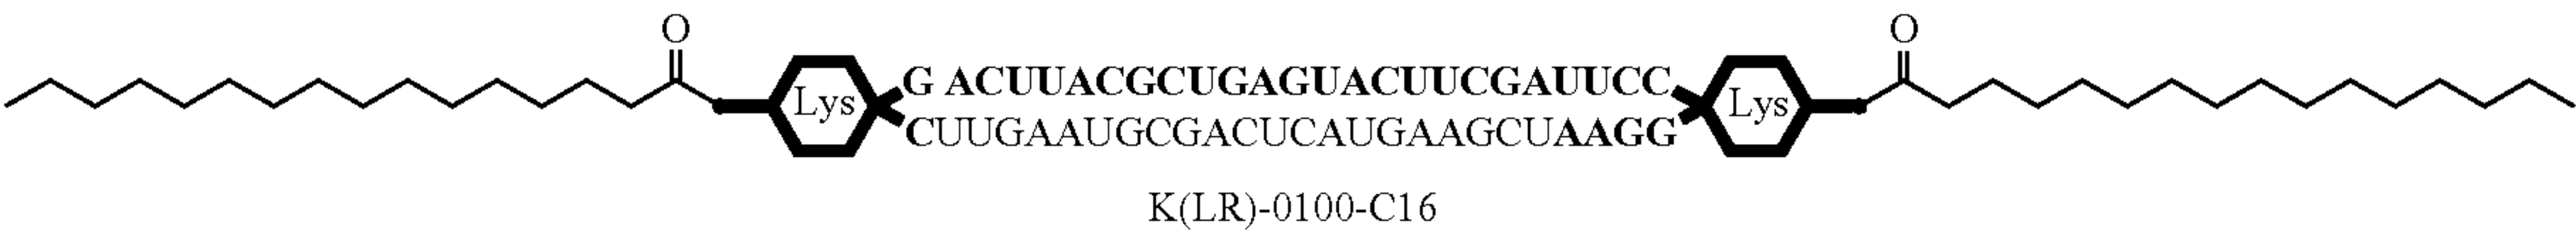 O O
Lys G ACUUACGCUGAGUACUUCGAUUCC Lys
CUUGAAUGCGACUCAUGAAGCUAAGG
K(LR)-0100-C16